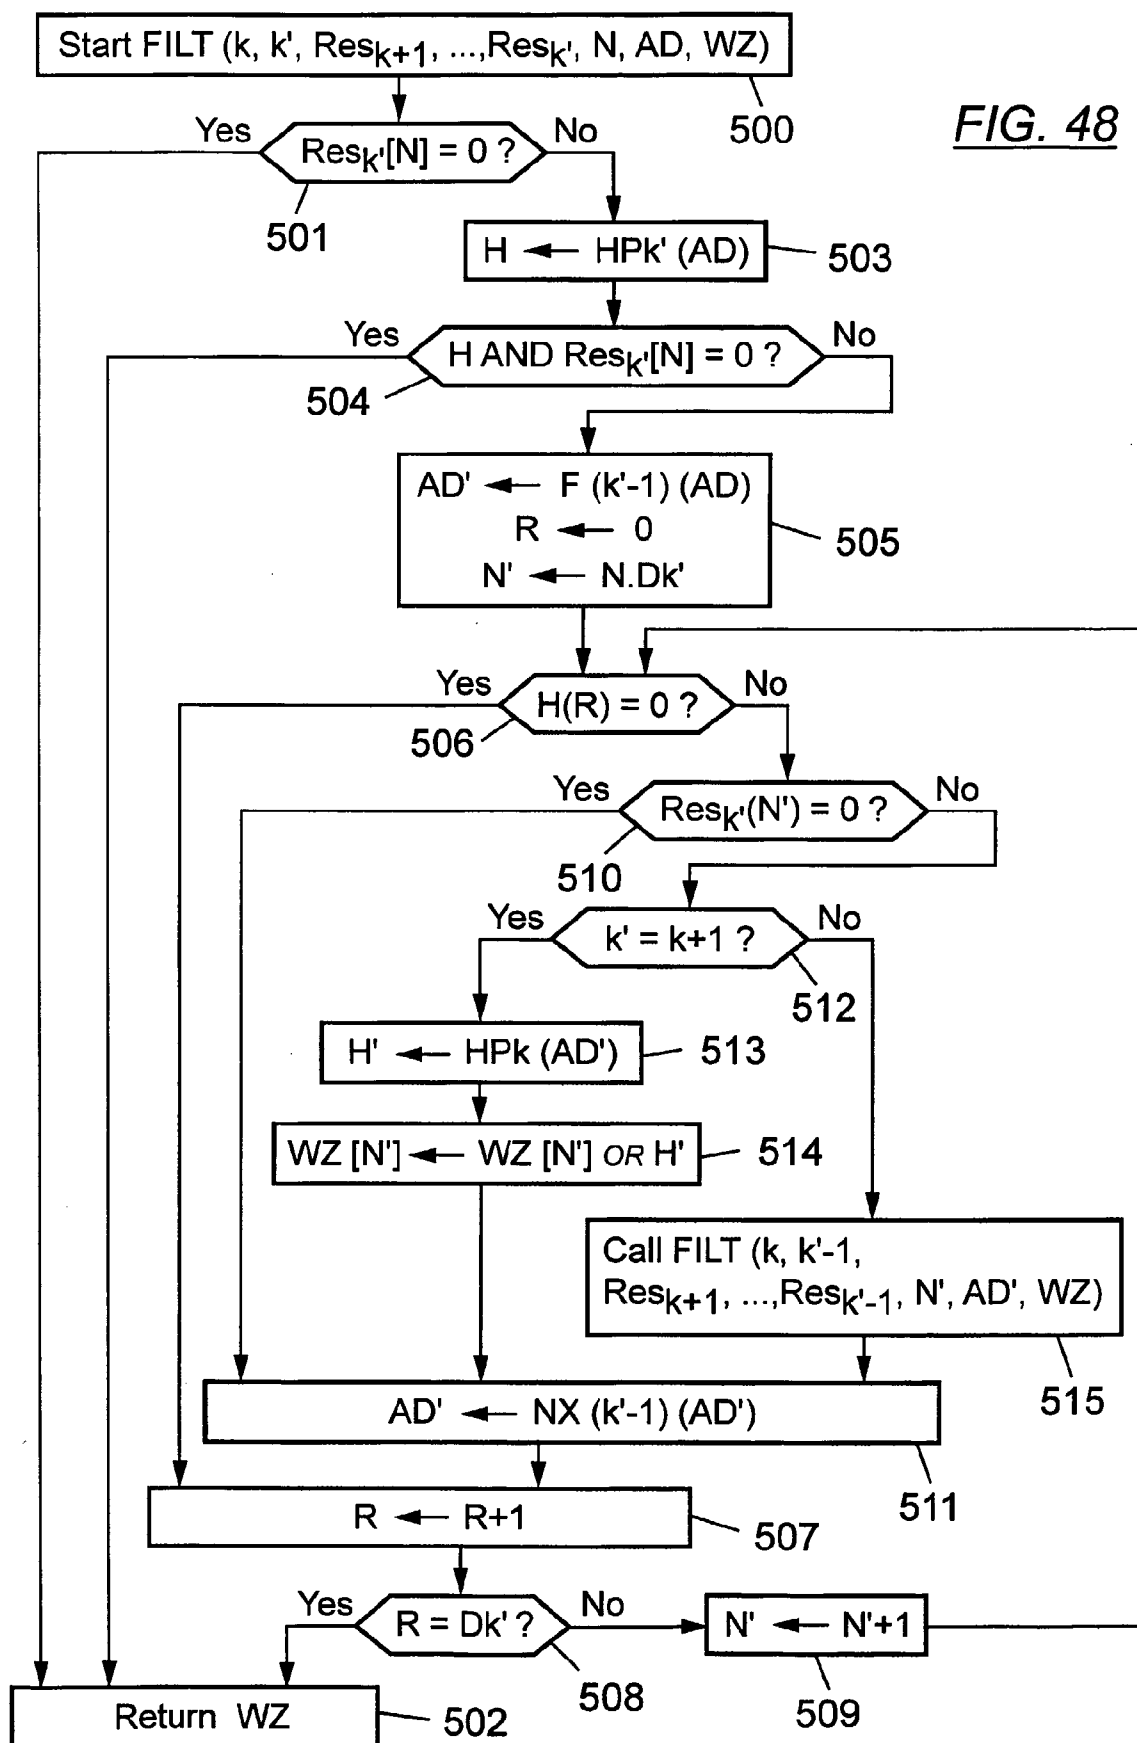 Start FILT (k, k', Resk+1, ...,Resk', N, AD, WZ)
500
FIG. 48
Yes
Resk'[N] = 0 ?
No
501
H ← HPk' (AD)
503
Yes
H AND Resk'[N] = 0 ?
No
504
AD' ← F (k'-1) (AD)
R ← 0
N' ← N.Dk'
505
Yes
H(R) = 0 ?
No
506
Yes
Resk'(N') = 0 ?
No
510
Yes
k' = k+1 ?
No
512
H' ← HPk (AD')
513
WZ [N'] ← WZ [N'] OR H'
514
Call FILT (k, k'-1,
Resk+1, ...,Resk'-1, N', AD', WZ)
515
AD' ← NX (k'-1) (AD')
511
R ← R+1
507
Yes
R = Dk' ?
No
508
N' ← N'+1
509
Return WZ
502